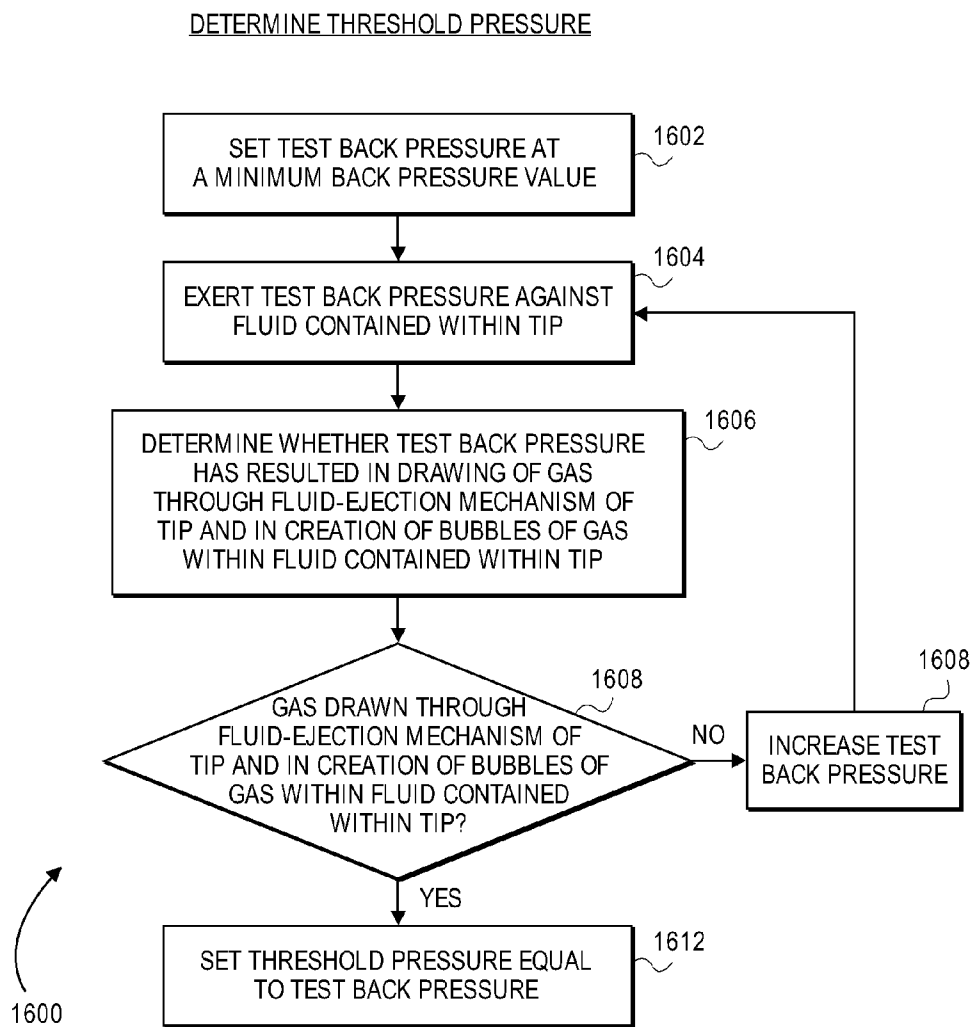 DETERMINE THRESHOLD PRESSURE
SET TEST BACK PRESSURE AT
A MINIMUM BACK PRESSURE VALUE
1602
EXERT TEST BACK PRESSURE AGAINST
FLUID CONTAINED WITHIN TIP
1604
DETERMINE WHETHER TEST BACK PRESSURE
HAS RESULTED IN DRAWING OF GAS
THROUGH FLUID-EJECTION MECHANISM OF
TIP AND IN CREATION OF BUBBLES OF GAS
WITHIN FLUID CONTAINED WITHIN TIP
1606
GAS DRAWN THROUGH
FLUID-EJECTION MECHANISM OF
TIP AND IN CREATION OF BUBBLES OF
GAS WITHIN FLUID CONTAINED
WITHIN TIP?
1608
NO
INCREASE TEST
BACK PRESSURE
1608
YES
SET THRESHOLD PRESSURE EQUAL
TO TEST BACK PRESSURE
1612
1600